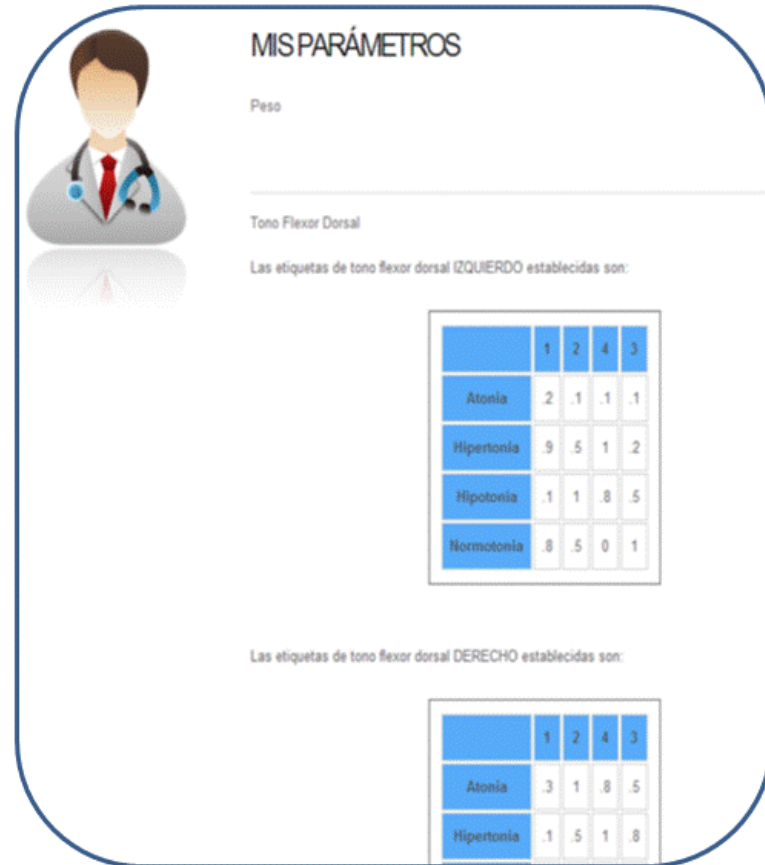 MIS PARÁMETROS
Peso
Tono Flexor Dorsal
Las etiquetas de tono flexor dorsal IZQUIERDO establecidas son:
1 2 4 3
Atonia .2 .1 .1 .1
Hipertonía .9 .5 1 .2
Hipotonía .1 1 .8 .5
Normotonia .8 .5 0 1
Las etiquetas de tono flexor dorsal DERECHO establecidas son:
1 2 4 3
Atonia .3 1 .8 .5
Hipertonía .1 .5 1 .8